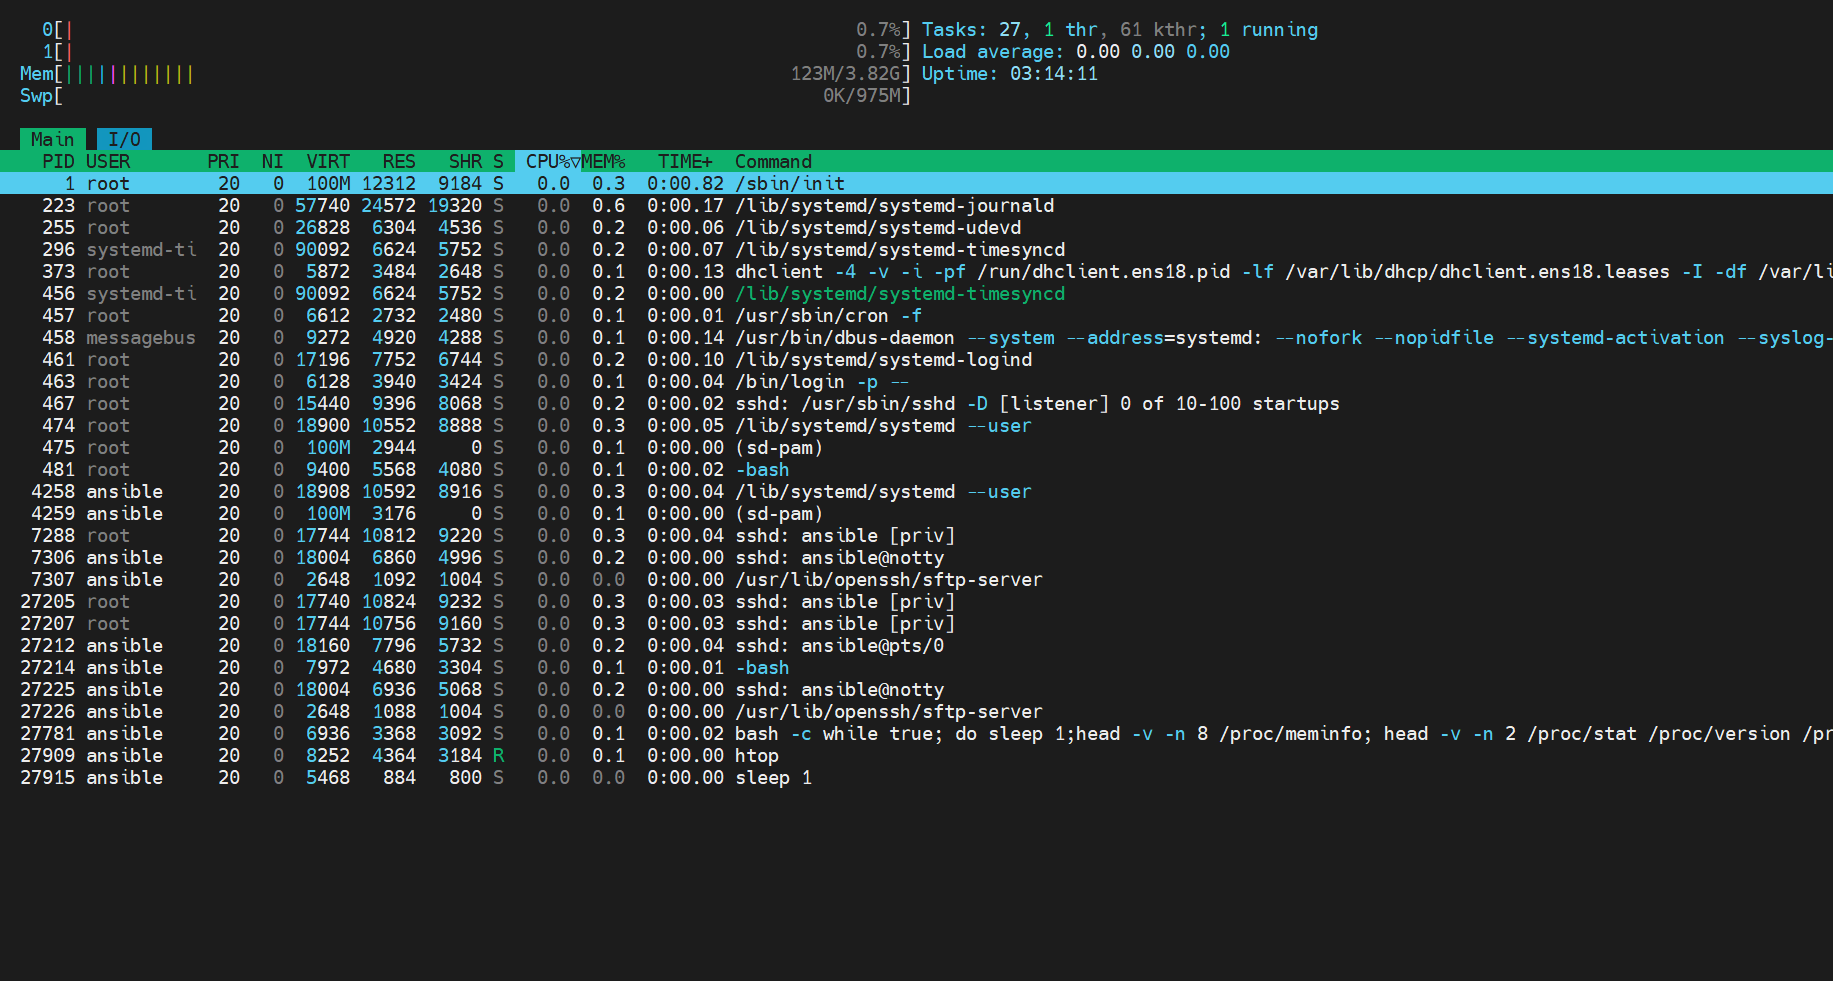 0[| 0.7%] Tasks: 27, 1 thr, 61 kthr; 1 running
1[| 0.7%] Load average: 0.00 0.00 0.00
Mem[|||||||||||| 123M/3.82G] Uptime: 03:14:11
Swp[ 0K/975M]
Main I/O
PID USER PRI NI VIRT RES SHR S CPU%▽MEM% TIME+ Command
1 root 20 0 100M 12312 9184 S 0.0 0.3 0:00.82 /sbin/init
223 root 20 0 57740 24572 19320 S 0.0 0.6 0:00.17 /lib/systemd/systemd-journald
255 root 20 0 26828 6304 4536 S 0.0 0.2 0:00.06 /lib/systemd/systemd-udevd
296 systemd-ti 20 0 90092 6624 5752 S 0.0 0.2 0:00.07 /lib/systemd/systemd-timesyncd
373 root 20 0 5872 3484 2648 S 0.0 0.1 0:00.13 dhclient -4 -v -i -pf /run/dhclient.ens18.pid -lf /var/lib/dhcp/dhclient.ens18.leases -I -df /var/li
456 systemd-ti 20 0 90092 6624 5752 S 0.0 0.2 0:00.00 /lib/systemd/systemd-timesyncd
457 root 20 0 6612 2732 2480 S 0.0 0.1 0:00.01 /usr/sbin/cron -f
458 messagebus 20 0 9272 4920 4288 S 0.0 0.1 0:00.14 /usr/bin/dbus-daemon --system --address=systemd: --nofork --nopidfile --systemd-activation --syslog-
461 root 20 0 17196 7752 6744 S 0.0 0.2 0:00.10 /lib/systemd/systemd-logind
463 root 20 0 6128 3940 3424 S 0.0 0.1 0:00.04 /bin/login -p --
467 root 20 0 15440 9396 8068 S 0.0 0.2 0:00.02 sshd: /usr/sbin/sshd -D [listener] 0 of 10-100 startups
474 root 20 0 18900 10552 8888 S 0.0 0.3 0:00.05 /lib/systemd/systemd --user
475 root 20 0 100M 2944 0 S 0.0 0.1 0:00.00 (sd-pam)
481 root 20 0 9400 5568 4080 S 0.0 0.1 0:00.02 -bash
4258 ansible 20 0 18908 10592 8916 S 0.0 0.3 0:00.04 /lib/systemd/systemd --user
4259 ansible 20 0 100M 3176 0 S 0.0 0.1 0:00.00 (sd-pam)
7288 root 20 0 17744 10812 9220 S 0.0 0.3 0:00.04 sshd: ansible [priv]
7306 ansible 20 0 18004 6860 4996 S 0.0 0.2 0:00.00 sshd: ansible@notty
7307 ansible 20 0 2648 1092 1004 S 0.0 0.0 0:00.00 /usr/lib/openssh/sftp-server
27205 root 20 0 17740 10824 9232 S 0.0 0.3 0:00.03 sshd: ansible [priv]
27207 root 20 0 17744 10756 9160 S 0.0 0.3 0:00.03 sshd: ansible [priv]
27212 ansible 20 0 18160 7796 5732 S 0.0 0.2 0:00.04 sshd: ansible@pts/0
27214 ansible 20 0 7972 4680 3304 S 0.0 0.1 0:00.01 -bash
27225 ansible 20 0 18004 6936 5068 S 0.0 0.2 0:00.00 sshd: ansible@notty
27226 ansible 20 0 2648 1088 1004 S 0.0 0.0 0:00.00 /usr/lib/openssh/sftp-server
27781 ansible 20 0 6936 3368 3092 S 0.0 0.1 0:00.02 bash -c while true; do sleep 1;head -v -n 8 /proc/meminfo; head -v -n 2 /proc/stat /proc/version /pr
27909 ansible 20 0 8252 4364 3184 R 0.0 0.1 0:00.00 htop
27915 ansible 20 0 5468 884 800 S 0.0 0.0 0:00.00 sleep 1